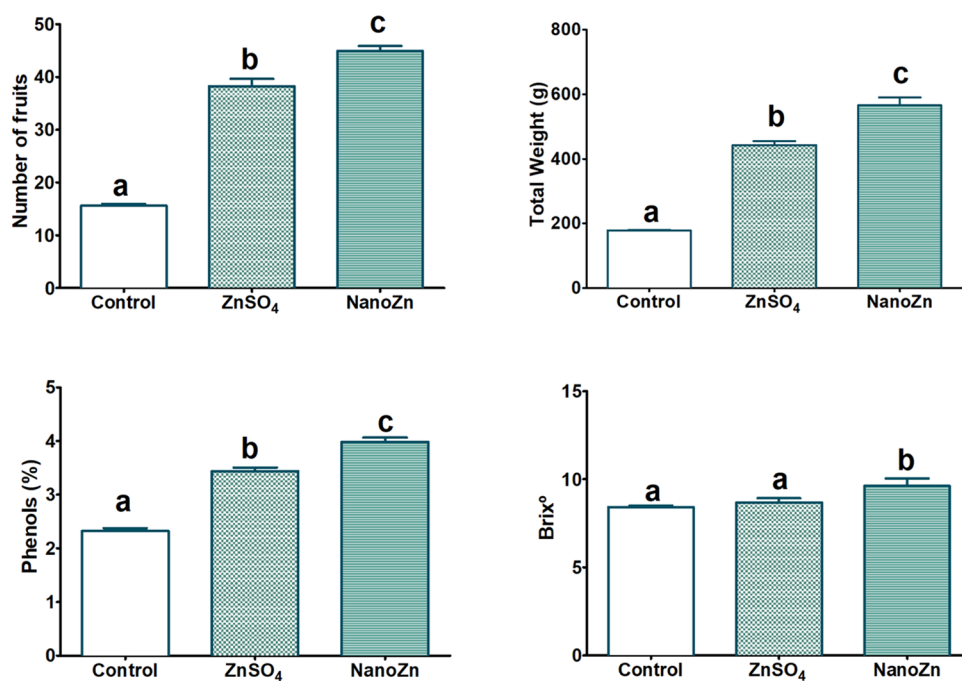 Number of fruits
50
40
30
20
10
0
a
b
c
Control
ZnSO4
NanoZn
Total Weight (g)
800
600
400
200
0
a
b
c
Control
ZnSO4
NanoZn
Phenols (%)
5
4
3
2
1
0
a
b
c
Control
ZnSO4
NanoZn
Brixº
15
10
5
0
a
a
b
Control
ZnSO4
NanoZn